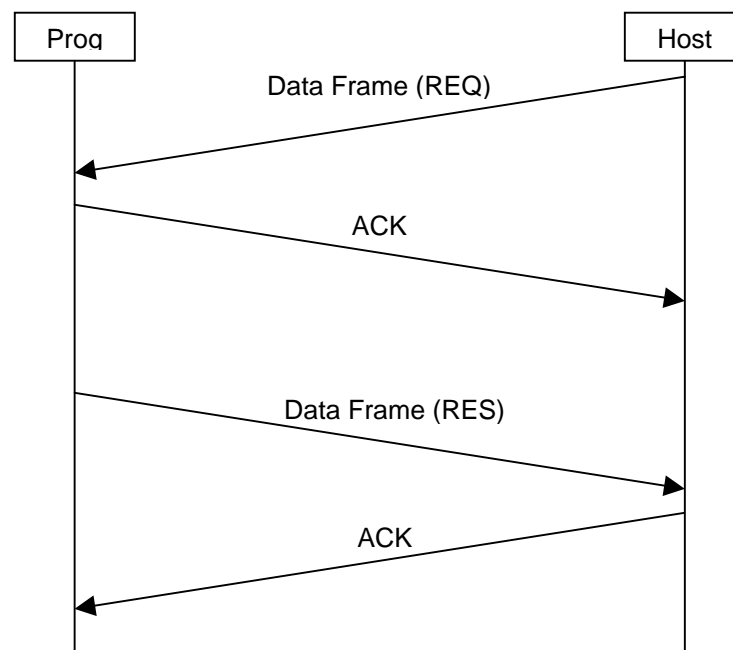 Prog
Host
Data Frame (REQ)
ACK
Data Frame (RES)
ACK